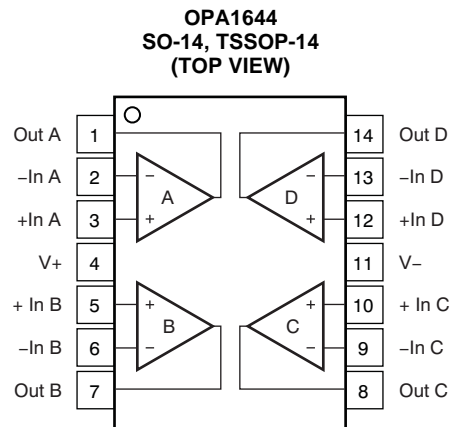 OPA1644
SO-14, TSSOP-14
(TOP VIEW)
Out A 1 14 Out D
−In A 2 − − 13 −In D
A D
+In A 3 + + 12 +In D
V+ 4 11 V−
+ In B 5 + + 10 + In C
B C
−In B 6 − − 9 −In C
Out B 7 8 Out C